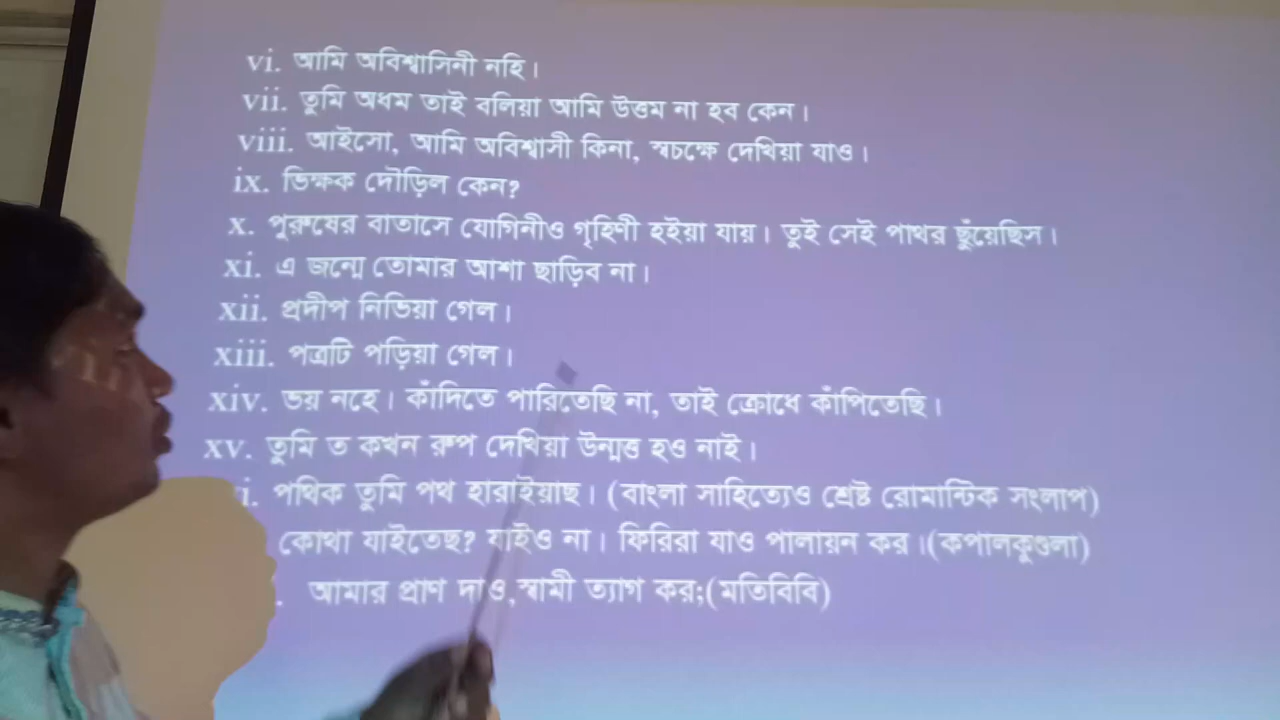 vi. আমি অবিশ্বাসিনী নহি।
vii. তুমি অধম তাই বলিয়া আমি উত্তম না হব কেন।
viii. আইসো, আমি অবিশ্বাসী কিনা, স্বচক্ষে দেখিয়া যাও।
ix. ভিক্ষক দৌড়িল কেন?
x. পুরুষের বাতাসে যোগিনীও গৃহিণী হইয়া যায়। তুই সেই পাথর ছুঁয়েছিস।
xi. এ জন্মে তোমার আশা ছাড়িব না।
xii. প্রদীপ নিভিয়া গেল।
xiii. পত্রটি পড়িয়া গেল।
xiv. ভয় নহে। কাঁদিতে পারিতেছি না, তাই ক্রোধে কাঁপিতেছি।
xv. তুমি ত কখন রুপ দেখিয়া উন্মত্ত হও নাই।
i. পথিক তুমি পথ হারাইয়াছ। (বাংলা সাহিত্যেও শ্রেষ্ট রোমান্টিক সংলাপ)
কোথা যাইতেছ? যাইও না। ফিরিরা যাও পালায়ন কর।(কপালকুণ্ডলা)
. আমার প্রাণ দাও,স্বামী ত্যাগ কর;(মতিবিবি)